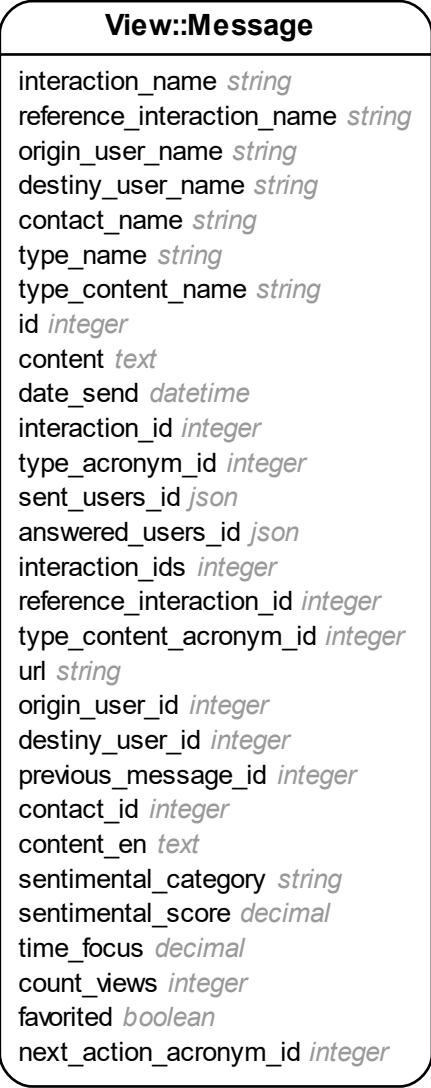 View::Message
interaction_name string
reference_interaction_name string
origin_user_name string
destiny_user_name string
contact_name string
type_name string
type_content_name string
id integer
content text
date_send datetime
interaction_id integer
type_acronym_id integer
sent_users_id json
answered_users_id json
interaction_ids integer
reference_interaction_id integer
type_content_acronym_id integer
url string
origin_user_id integer
destiny_user_id integer
previous_message_id integer
contact_id integer
content_en text
sentimental_category string
sentimental_score decimal
time_focus decimal
count_views integer
favorited boolean
next_action_acronym_id integer